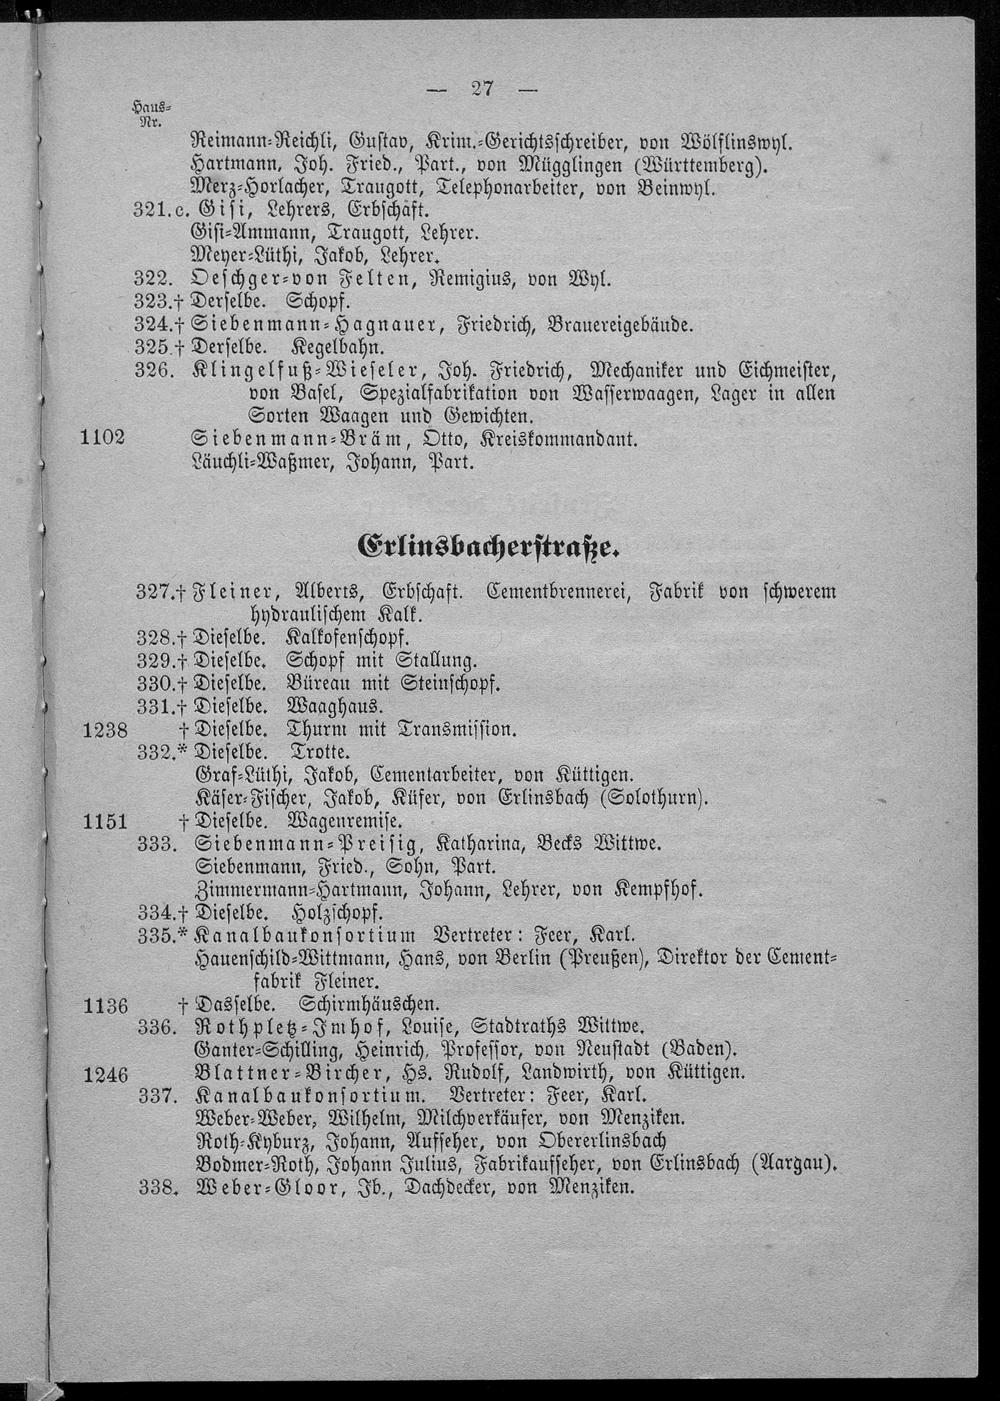 — 27 —
Haus-
Nr.
Reimann-Reichli, Gustav, Krim.-Gerichtsschreiber, von Wölflinswyl.
Hartmann, Joh. Fried., Part., von Mügglingen (Württemberg).
Merz-Horlacher, Traugott, Telephonarbeiter, von Beinwyl.
321.c. Gisi, Lehrers, Erbschaft.
Gisi-Ammann, Traugott, Lehrer.
Meyer-Lüthi, Jakob, Lehrer.
322. Oeschger-von Felten, Remigius, von Wyl.
323.† Derselbe. Schopf.
324.† Siebenmann-Hagnauer, Friedrich, Brauereigebäude.
325.† Derselbe. Kegelbahn.
326. Klingelfuß-Wieseler, Joh. Friedrich, Mechaniker und Eichmeister,
von Basel, Spezialfabrikation von Wasserwaagen, Lager in allen
Sorten Waagen und Gewichten.
1102 Siebenmann-Bräm, Otto, Kreiskommandant.
Läuchli-Waßmer, Johann, Part.
Erlinsbacherstraße.
327.† Fleiner, Alberts, Erbschaft. Cementbrennerei, Fabrik von schwerem
hydraulischem Kalk.
328.† Dieselbe. Kalkofenschopf.
329.† Dieselbe. Schopf mit Stallung.
330.† Dieselbe. Büreau mit Steinschopf.
331.† Dieselbe. Waaghaus.
1238 † Dieselbe. Thurm mit Transmission.
332.* Dieselbe. Trotte.
Graf-Lüthi, Jakob, Cementarbeiter, von Küttigen.
Käser-Fischer, Jakob, Küfer, von Erlinsbach (Solothurn).
1151 † Dieselbe. Wagenremise.
333. Siebenmann-Preisig, Katharina, Becks Wittwe.
Siebenmann, Fried., Sohn, Part.
Zimmermann-Hartmann, Johann, Lehrer, von Kempfhof.
334.† Dieselbe. Holzschopf.
335.* Kanalbaukonsortium Vertreter: Feer, Karl.
Hauenschild-Wittmann, Hans, von Berlin (Preußen), Direktor der Cement-
fabrik Fleiner.
1136 † Dasselbe. Schirmhäuschen.
336. Rothpletz-Imhof, Louise, Stadtraths Wittwe.
Ganter-Schilling, Heinrich, Professor, von Neustadt (Baden).
1246 Blattner-Bircher, Hs. Rudolf, Landwirth, von Küttigen.
337. Kanalbaukonsortium. Vertreter: Feer, Karl.
Weber-Weber, Wilhelm, Milchverkäufer, von Menziken.
Roth-Kyburz, Johann, Aufseher, von Obererlinsbach
Bodmer-Roth, Johann Julius, Fabrikaufseher, von Erlinsbach (Aargau).
338. Weber-Gloor, Jb., Dachdecker, von Menziken.